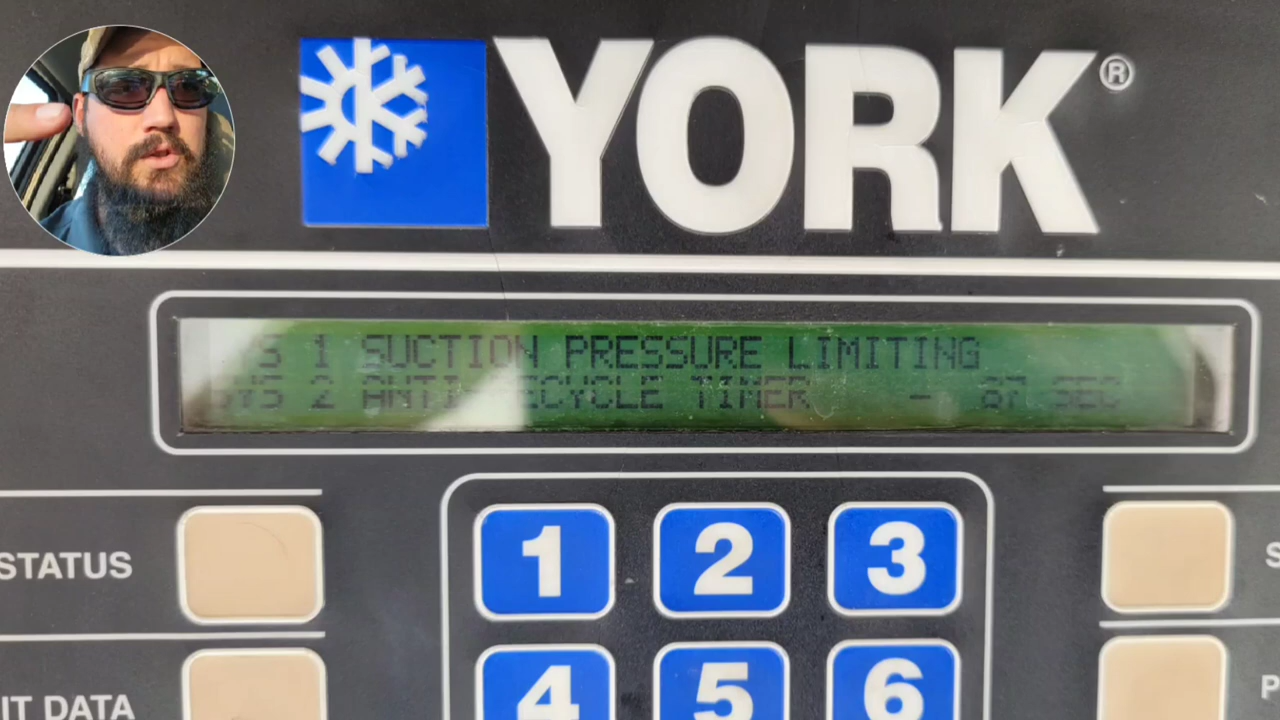 YORK®
SYS 1 SUCTION PRESSURE LIMITING
SYS 2 ANTI RECYCLE TIMER - 87 SEC
STATUS
1 2 3
4 5 6
IT DATA